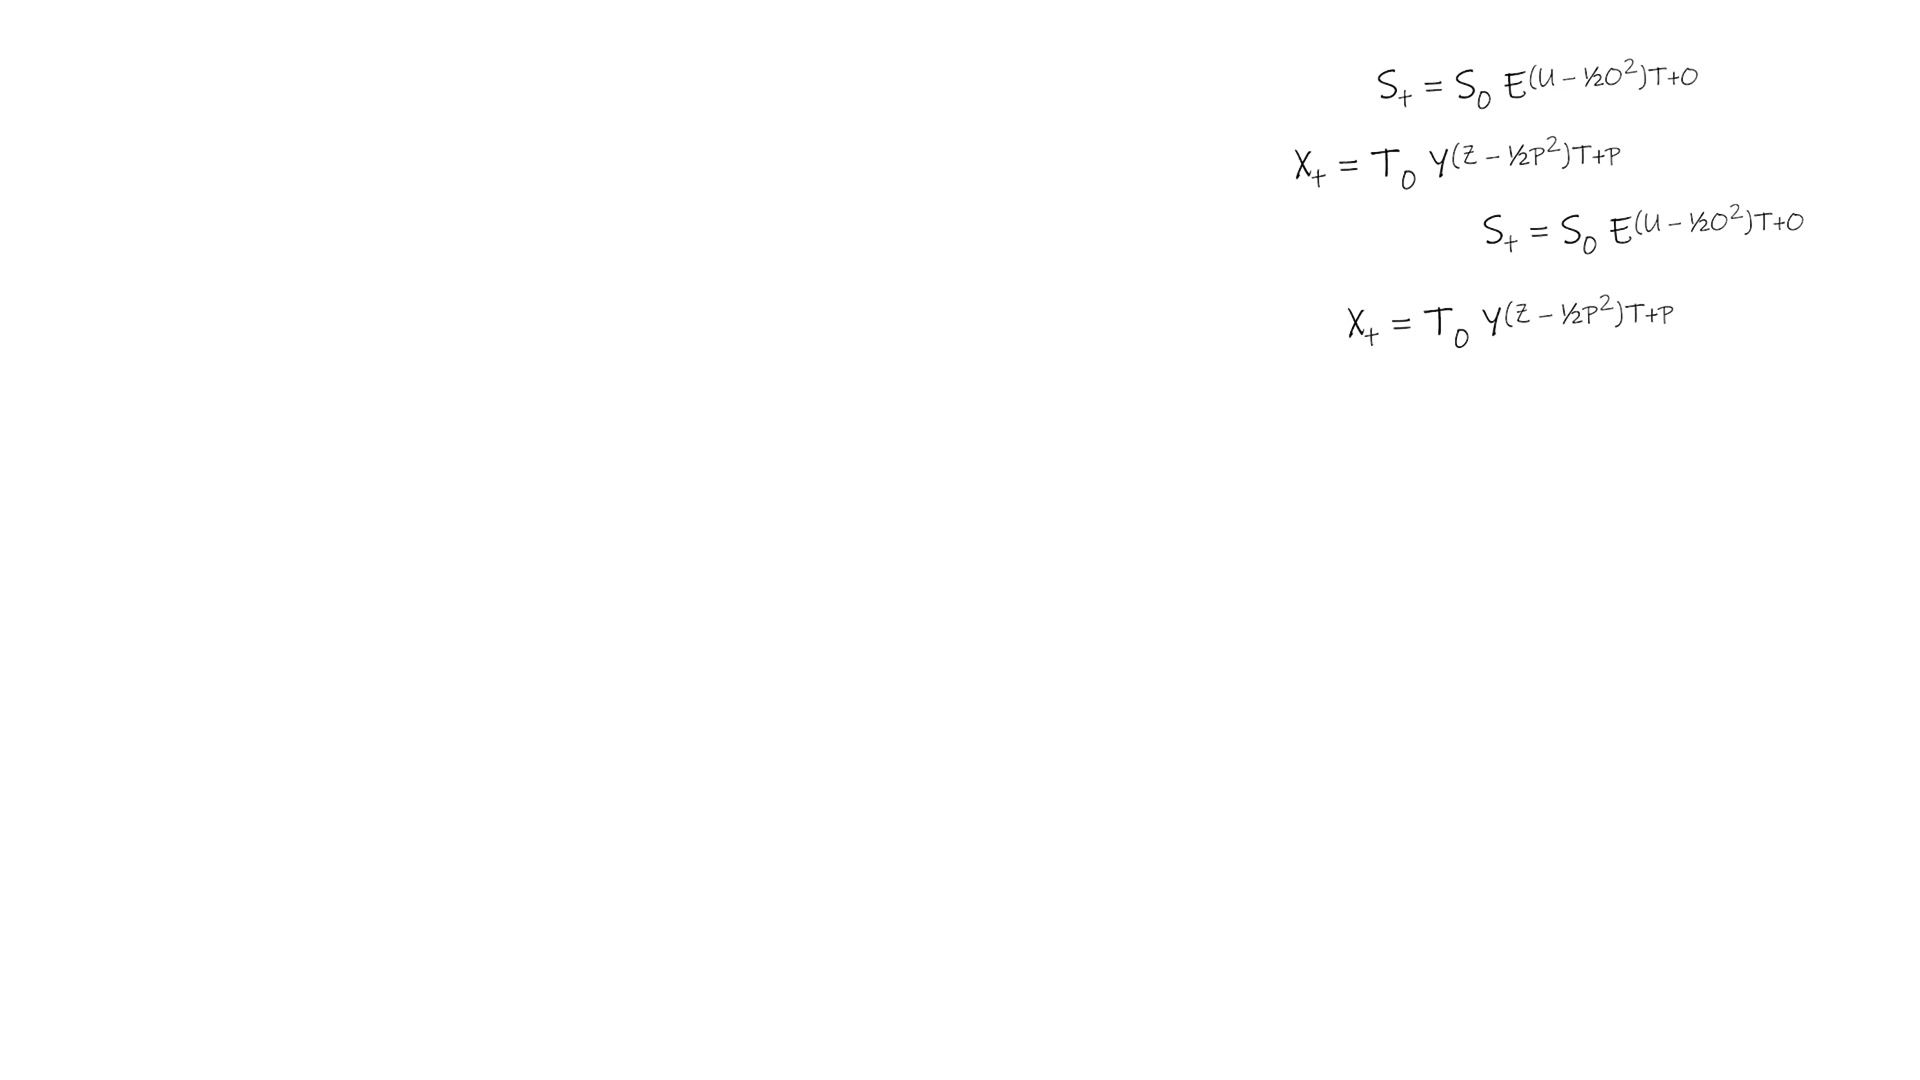 S₊ = S₀ E⁽ᵁ ⁻ ¹⁄₂ᴼ²⁾ᵀ⁺ᴼ
X₊ = T₀ Y⁽ᶻ ⁻ ¹⁄₂ᴾ²⁾ᵀ⁺ᴾ
S₊ = S₀ E⁽ᵁ ⁻ ¹⁄₂ᴼ²⁾ᵀ⁺ᴼ
X₊ = T₀ Y⁽ᶻ ⁻ ¹⁄₂ᴾ²⁾ᵀ⁺ᴾ